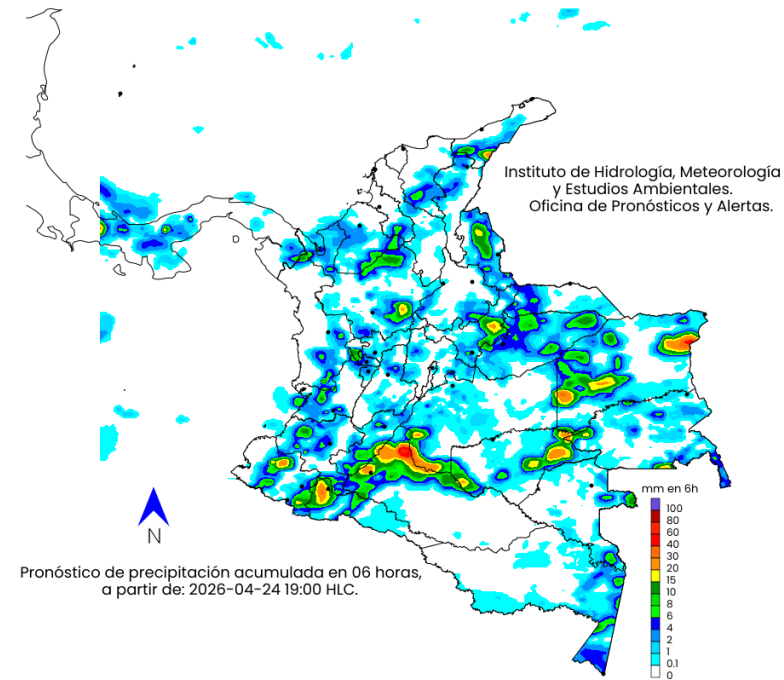 Instituto de Hidrología, Meteorología
y Estudios Ambientales.
Oficina de Pronósticos y Alertas.
mm en 6h
100
80
60
40
30
20
15
10
8
6
4
2
1
0.1
0
N
Pronóstico de precipitación acumulada en 06 horas,
a partir de: 2026-04-24 19:00 HLC.